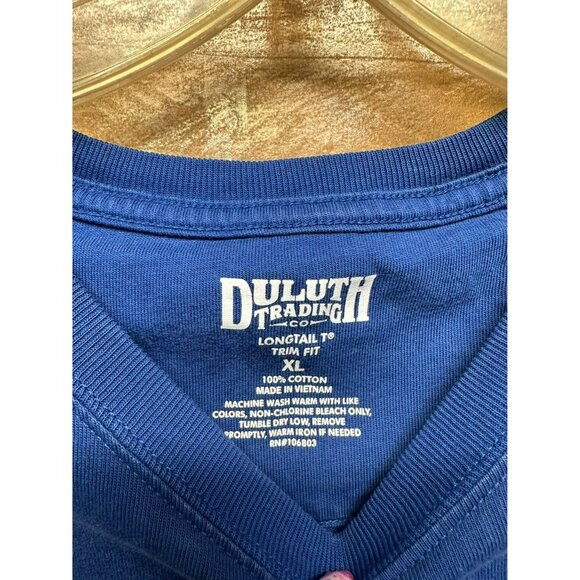 DULUTH
TRADING
CO
LONGTAIL T®
TRIM FIT
XL
100% COTTON
MADE IN VIETNAM
MACHINE WASH WARM WITH LIKE
COLORS, NON-CHLORINE BLEACH ONLY,
TUMBLE DRY LOW, REMOVE
PROMPTLY, WARM IRON IF NEEDED
RN#106803